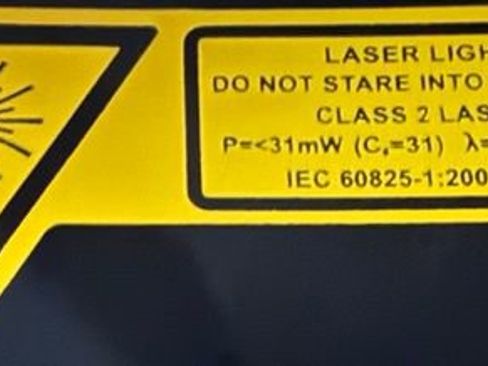 LASER LIGH
DO NOT STARE INTO
CLASS 2 LAS
P=<31mW (C,=31) λ=
IEC 60825-1:200